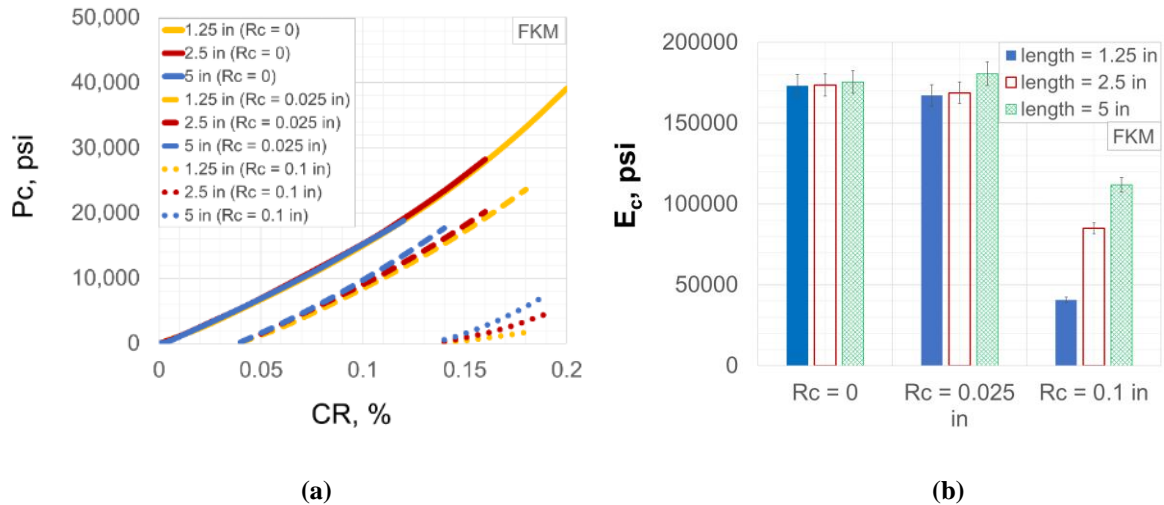 50,000
40,000
30,000
20,000
10,000
0
Pc, psi
1.25 in (Rc = 0)
2.5 in (Rc = 0)
5 in (Rc = 0)
1.25 in (Rc = 0.025 in)
2.5 in (Rc = 0.025 in)
5 in (Rc = 0.025 in)
1.25 in (Rc = 0.1 in)
2.5 in (Rc = 0.1 in)
5 in (Rc = 0.1 in)
FKM
0 0.05 0.1 0.15 0.2
CR, %
(a)
200000
150000
100000
50000
0
Ec, psi
length = 1.25 in
length = 2.5 in
length = 5 in
FKM
Rc = 0 Rc = 0.025 Rc = 0.1 in
in
(b)